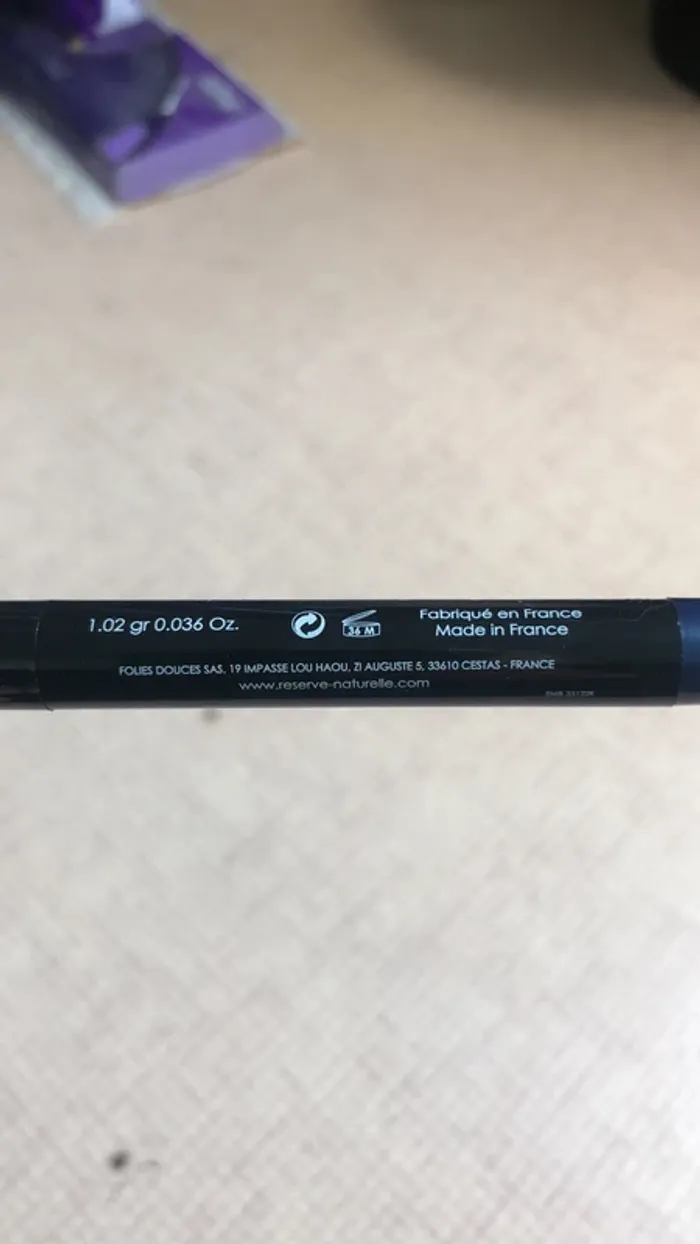 1.02 gr 0.036 Oz.
36 M
Fabriqué en France
Made in France
FOLIES DOUCES SAS, 19 IMPASSE LOU HAOU, ZI AUGUSTE 5, 33610 CESTAS - FRANCE
www.reserve-naturelle.com